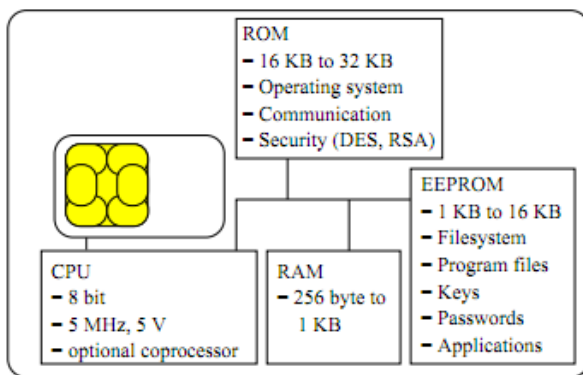 ROM
- 16 KB to 32 KB
- Operating system
- Communication
- Security (DES, RSA)
EEPROM
- 1 KB to 16 KB
- Filesystem
- Program files
- Keys
- Passwords
- Applications
CPU
- 8 bit
- 5 MHz, 5 V
- optional coprocessor
RAM
- 256 byte to
1 KB